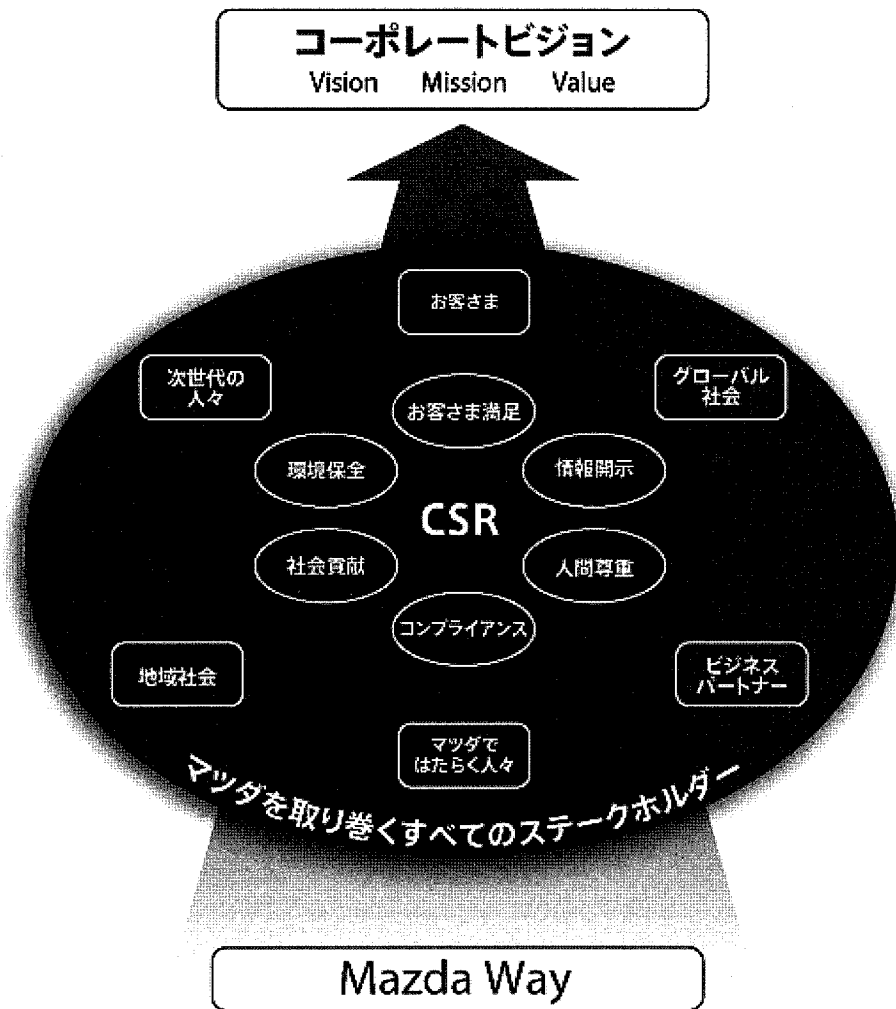 コーポレートビジョン
Vision Mission Value
お客さま
次世代の
人々
グローバル
社会
お客さま満足
環境保全
情報開示
CSR
社会貢献
人間尊重
コンプライアンス
地域社会
ビジネス
パートナー
マツダで
はたらく人々
マツダを取り巻くすべてのステークホルダー
Mazda Way